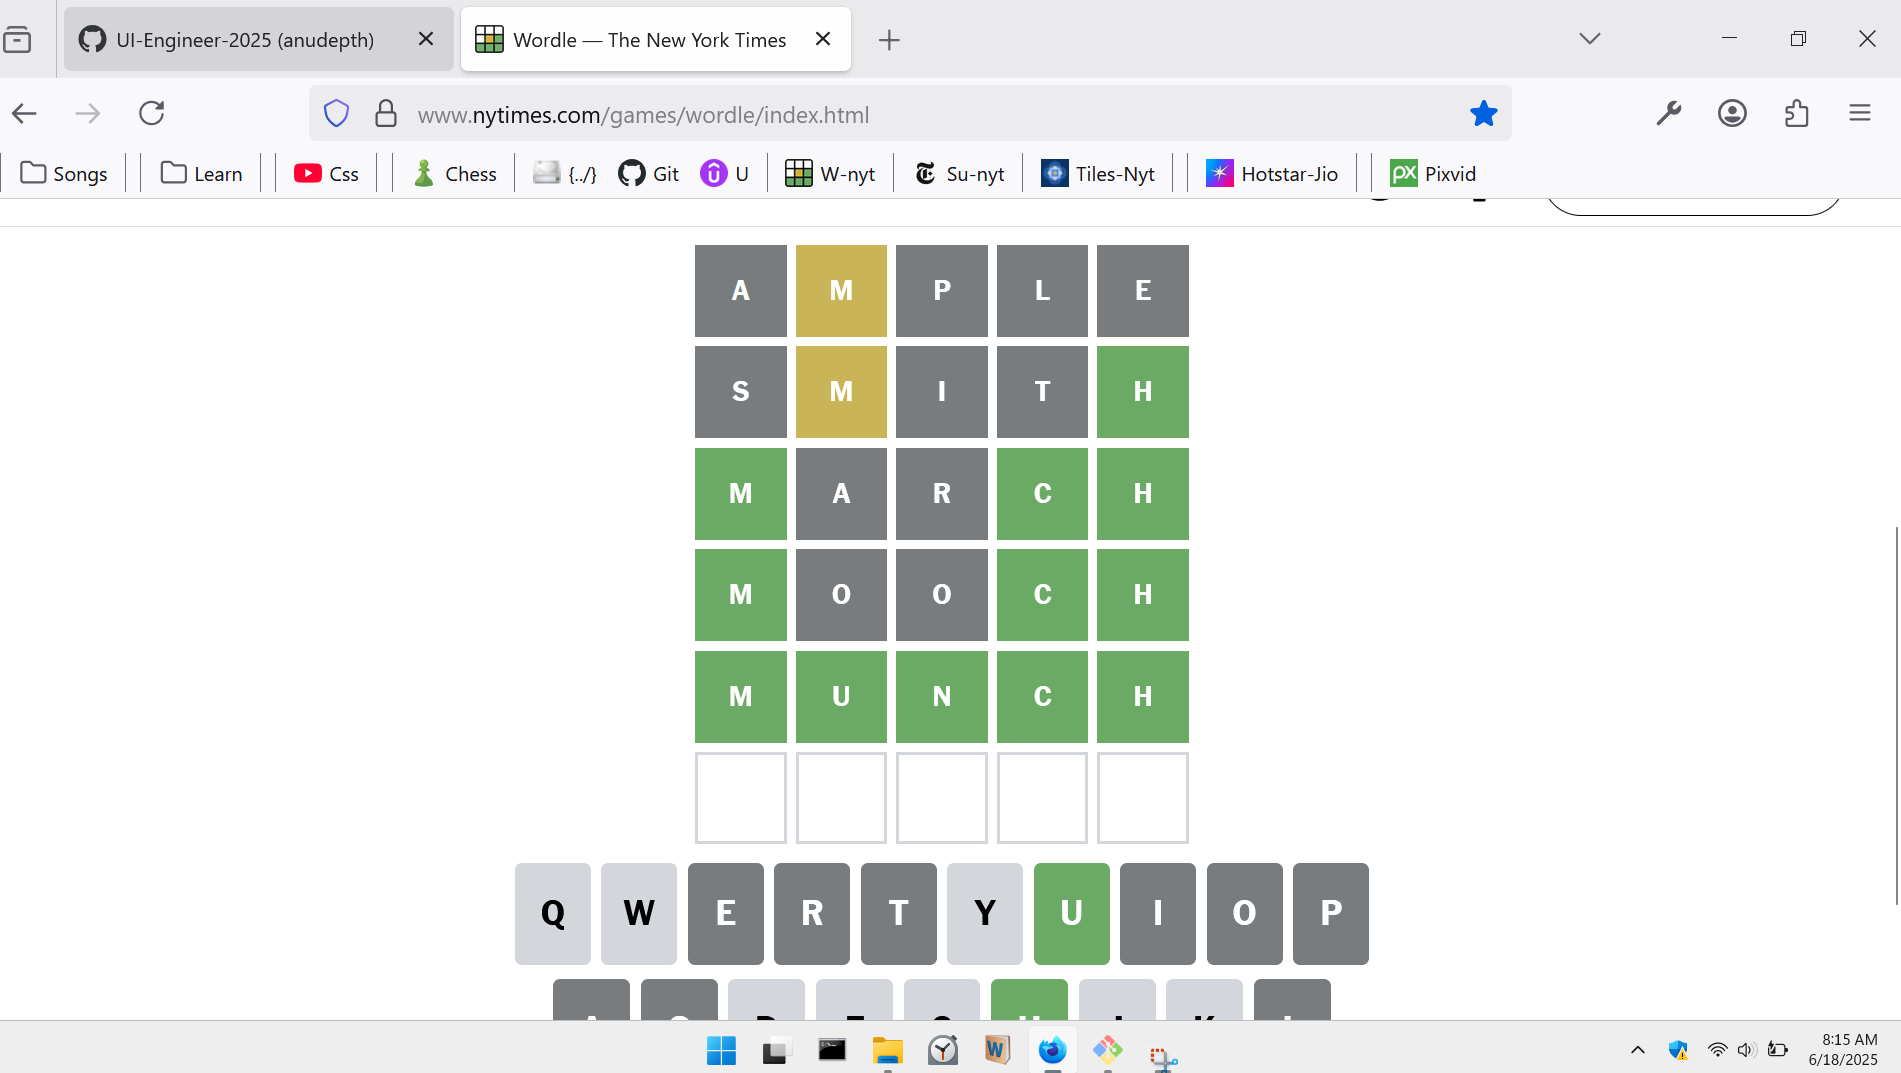 UI-Engineer-2025 (anudepth)
Wordle — The New York Times
www.nytimes.com/games/wordle/index.html
Songs Learn Css Chess {../} Git U W-nyt Su-nyt Tiles-Nyt Hotstar-Jio PX Pixvid
A M P L E
S M I T H
M A R C H
M O O C H
M U N C H
Q W E R T Y U I O P
W
8:15 AM
6/18/2025